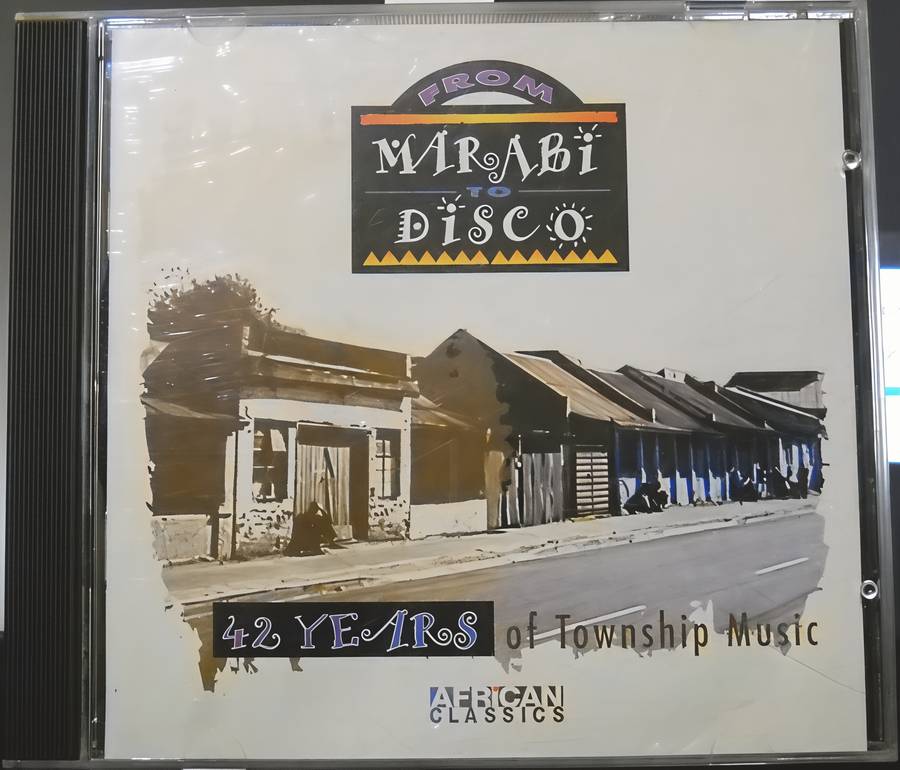 FROM
MARABI
TO
DISCO
42 YEARS of Township Music
AFRICAN
CLASSICS